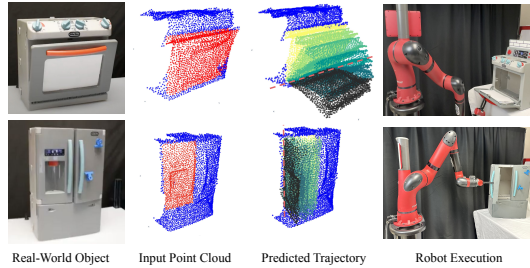 Real-World Object
Input Point Cloud
Predicted Trajectory
Robot Execution